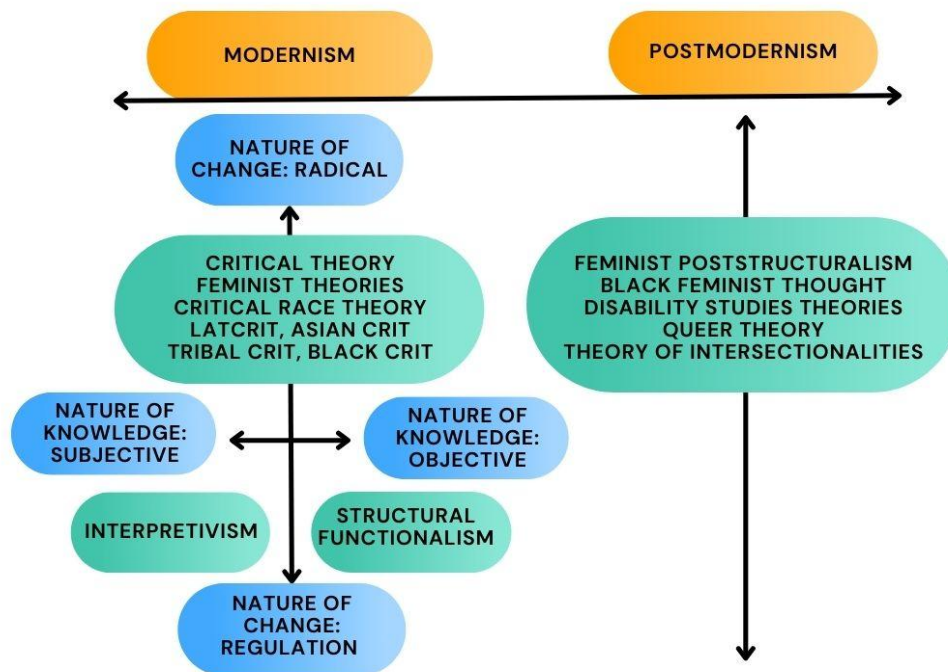 MODERNISM
POSTMODERNISM
NATURE OF
CHANGE: RADICAL
CRITICAL THEORY
FEMINIST THEORIES
CRITICAL RACE THEORY
LATCRIT, ASIAN CRIT
TRIBAL CRIT, BLACK CRIT
FEMINIST POSTSTRUCTURALISM
BLACK FEMINIST THOUGHT
DISABILITY STUDIES THEORIES
QUEER THEORY
THEORY OF INTERSECTIONALITIES
NATURE OF
KNOWLEDGE:
SUBJECTIVE
NATURE OF
KNOWLEDGE:
OBJECTIVE
INTERPRETIVISM
STRUCTURAL
FUNCTIONALISM
NATURE OF
CHANGE:
REGULATION